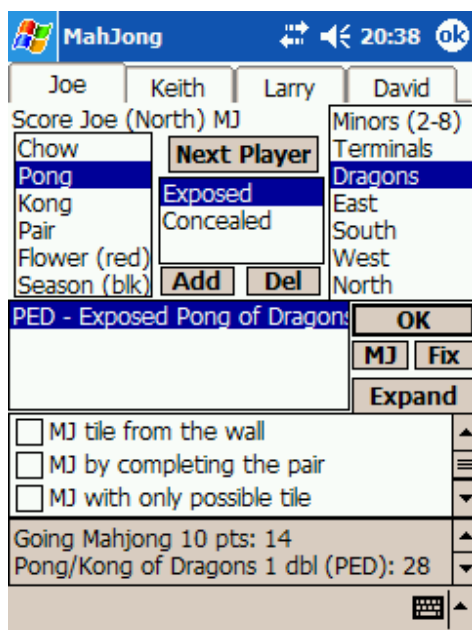 MahJong 20:38 ok
Joe Keith Larry David
Score Joe (North) MJ
Chow
Pong
Kong
Pair
Flower (red)
Season (blk)
Next Player
Exposed
Concealed
Add Del
Minors (2-8)
Terminals
Dragons
East
South
West
North
PED - Exposed Pong of Dragons
OK
MJ Fix
Expand
MJ tile from the wall
MJ by completing the pair
MJ with only possible tile
Going Mahjong 10 pts: 14
Pong/Kong of Dragons 1 dbl (PED): 28